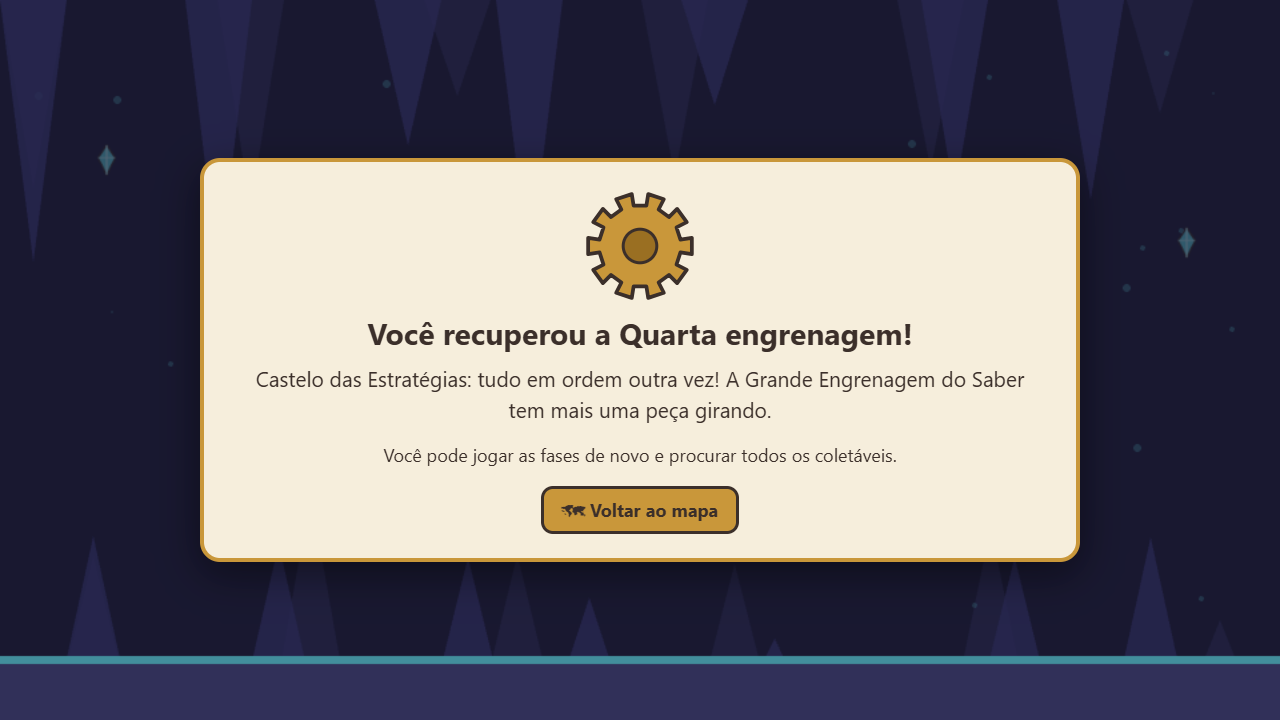 Você recuperou a Quarta engrenagem!
Castelo das Estratégias: tudo em ordem outra vez! A Grande Engrenagem do Saber
tem mais uma peça girando.
Você pode jogar as fases de novo e procurar todos os coletáveis.
Voltar ao mapa